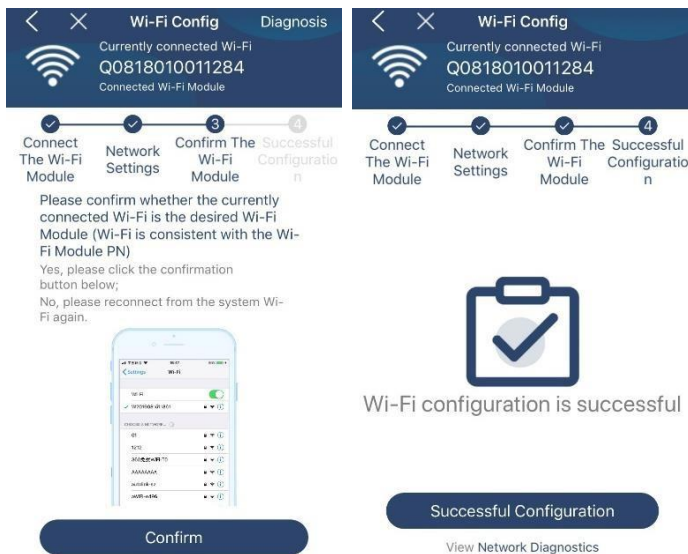 Wi-Fi Config
Diagnosis
Currently connected Wi-Fi
Q0818010011284
Connected Wi-Fi Module
3
4
Connect
The Wi-Fi
Module
Network
Settings
Confirm The
Wi-Fi
Module
Successful
Configuratio
n
Please confirm whether the currently
connected Wi-Fi is the desired Wi-
Fi Module (Wi-Fi is consistent with the Wi-
Fi Module PN)
Yes, please click the confirmation
button below;
No, please reconnect from the system Wi-
Fi again.
Settings
Wi-Fi
Wi-Fi
Confirm
Wi-Fi Config
Currently connected Wi-Fi
Q0818010011284
Connected Wi-Fi Module
4
Connect
The Wi-Fi
Module
Network
Settings
Confirm The
Wi-Fi
Module
Successful
Configuratio
n
Wi-Fi configuration is successful
Successful Configuration
View Network Diagnostics